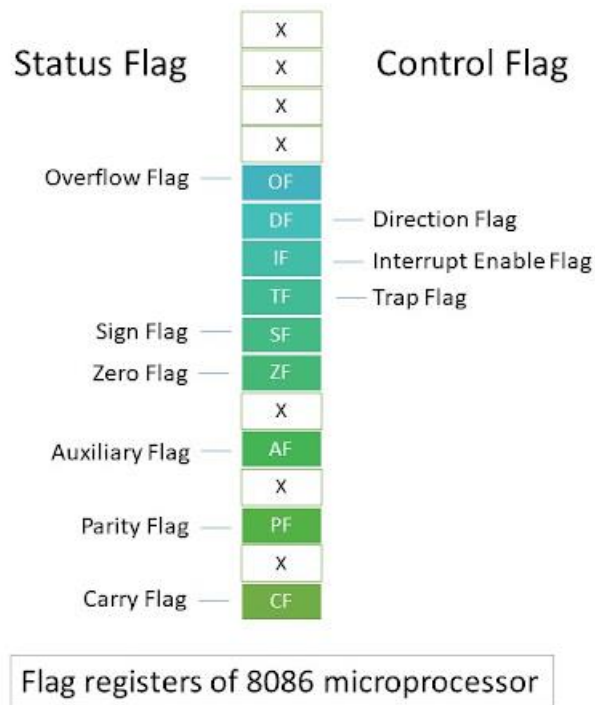 X
Status Flag X Control Flag
X
X
Overflow Flag OF
DF Direction Flag
IF Interrupt Enable Flag
TF Trap Flag
Sign Flag SF
Zero Flag ZF
X
Auxiliary Flag AF
X
Parity Flag PF
X
Carry Flag CF
Flag registers of 8086 microprocessor